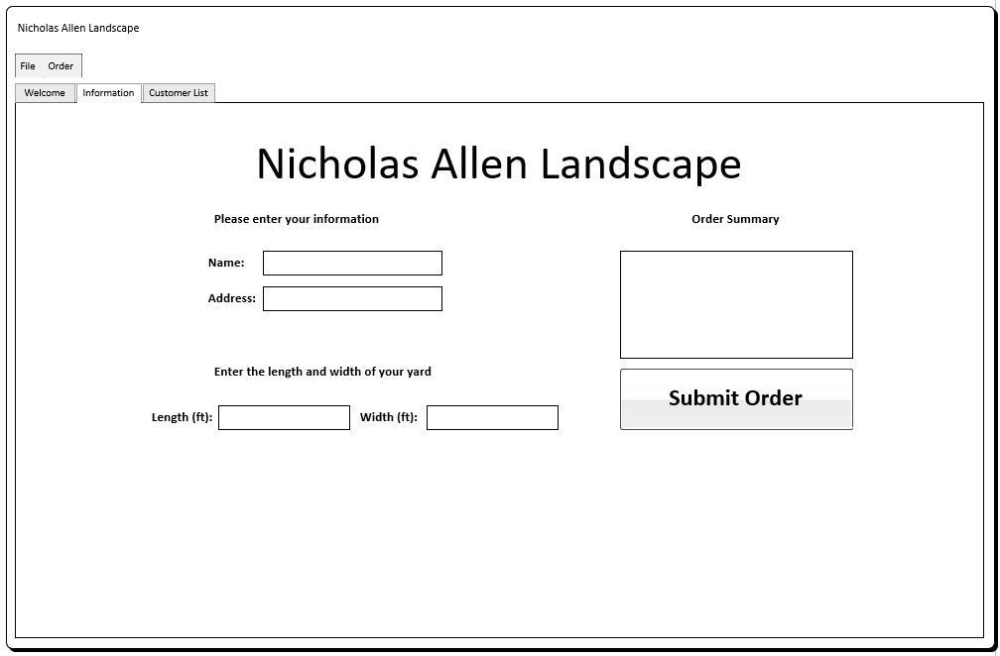 Nicholas Allen Landscape
File Order
Welcome Information Customer List
Nicholas Allen Landscape
Please enter your information
Order Summary
Name:
Address:
Enter the length and width of your yard
Submit Order
Length (ft): Width (ft):